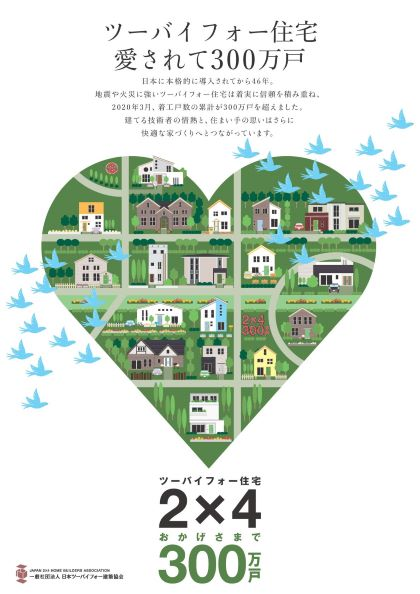 ツーバイフォー住宅
愛されて300万戸
日本に本格的に導入されてから46年。
地震や火災に強いツーバイフォー住宅は着実に信頼を積み重ね、
2020年3月、着工戸数の累計が300万戸を超えました。
建てる技術者の情熱と、住まい手の思いはさらに
快適な家づくりへとつながっています。
2×4
300万
ツーバイフォー住宅
2×4
おかげさまで
300万戸
JAPAN 2×4 HOME BUILDERS ASSOCIATION
一般社団法人 日本ツーバイフォー建築協会